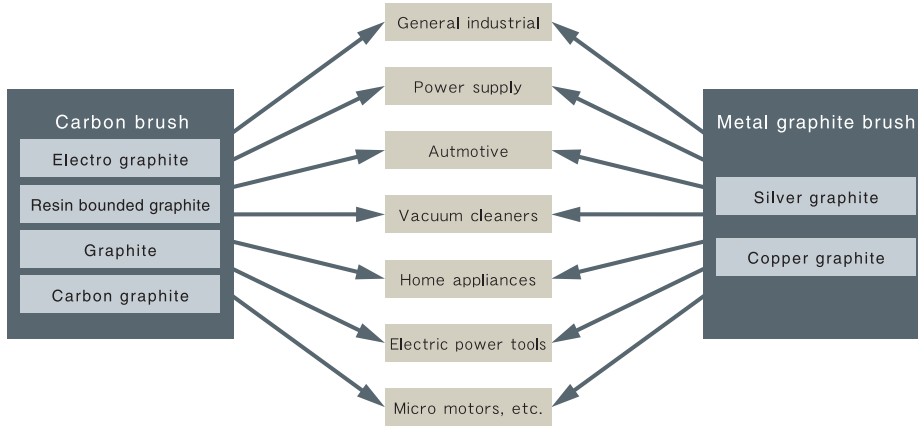 General industrial
Power supply
Autmotive
Vacuum cleaners
Home appliances
Electric power tools
Micro motors, etc.
Carbon brush
Electro graphite
Resin bounded graphite
Graphite
Carbon graphite
Metal graphite brush
Silver graphite
Copper graphite